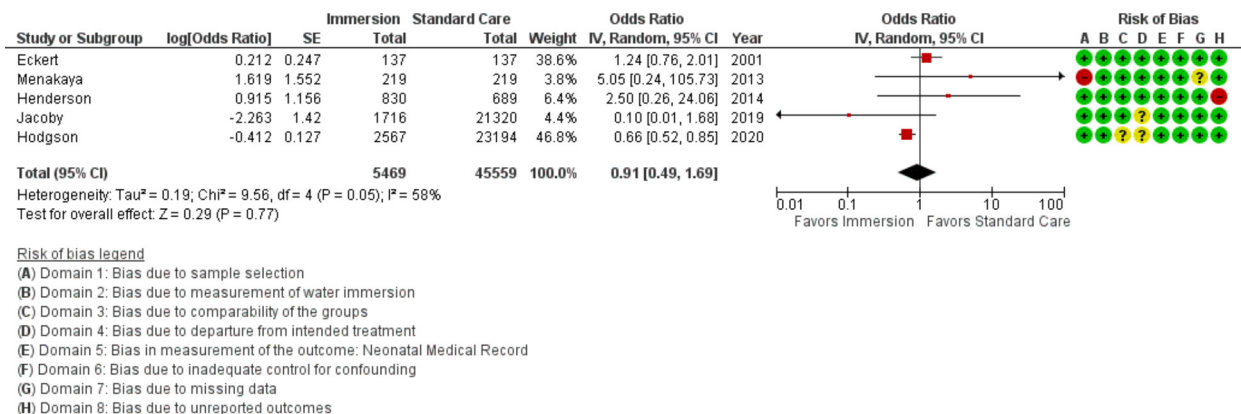 Immersion Standard Care Odds Ratio Odds Ratio Risk of Bias
Study or Subgroup log[Odds Ratio] SE Total Total Weight IV, Random, 95% CI Year IV, Random, 95% CI A B C D E F G H
Eckert 0.212 0.247 137 137 38.6% 1.24 [0.76, 2.01] 2001 + + + + + + + +
Menakaya 1.619 1.552 219 219 3.8% 5.05 [0.24, 105.73] 2013 - + + + + + ? +
Henderson 0.915 1.156 830 689 6.4% 2.50 [0.26, 24.06] 2014 + + + + + + + -
Jacoby -2.263 1.42 1716 21320 4.4% 0.10 [0.01, 1.68] 2019 + + + ? + + + +
Hodgson -0.412 0.127 2567 23194 46.8% 0.66 [0.52, 0.85] 2020 + + ? ? + + + +
Total (95% CI) 5469 45559 100.0% 0.91 [0.49, 1.69]
Heterogeneity: Tau² = 0.19; Chi² = 9.56, df = 4 (P = 0.05); I² = 58%
Test for overall effect: Z = 0.29 (P = 0.77)
0.01 0.1 1 10 100
Favors Immersion Favors Standard Care
Risk of bias legend
(A) Domain 1: Bias due to sample selection
(B) Domain 2: Bias due to measurement of water immersion
(C) Domain 3: Bias due to comparability of the groups
(D) Domain 4: Bias due to departure from intended treatment
(E) Domain 5: Bias in measurement of the outcome: Neonatal Medical Record
(F) Domain 6: Bias due to inadequate control for confounding
(G) Domain 7: Bias due to missing data
(H) Domain 8: Bias due to unreported outcomes